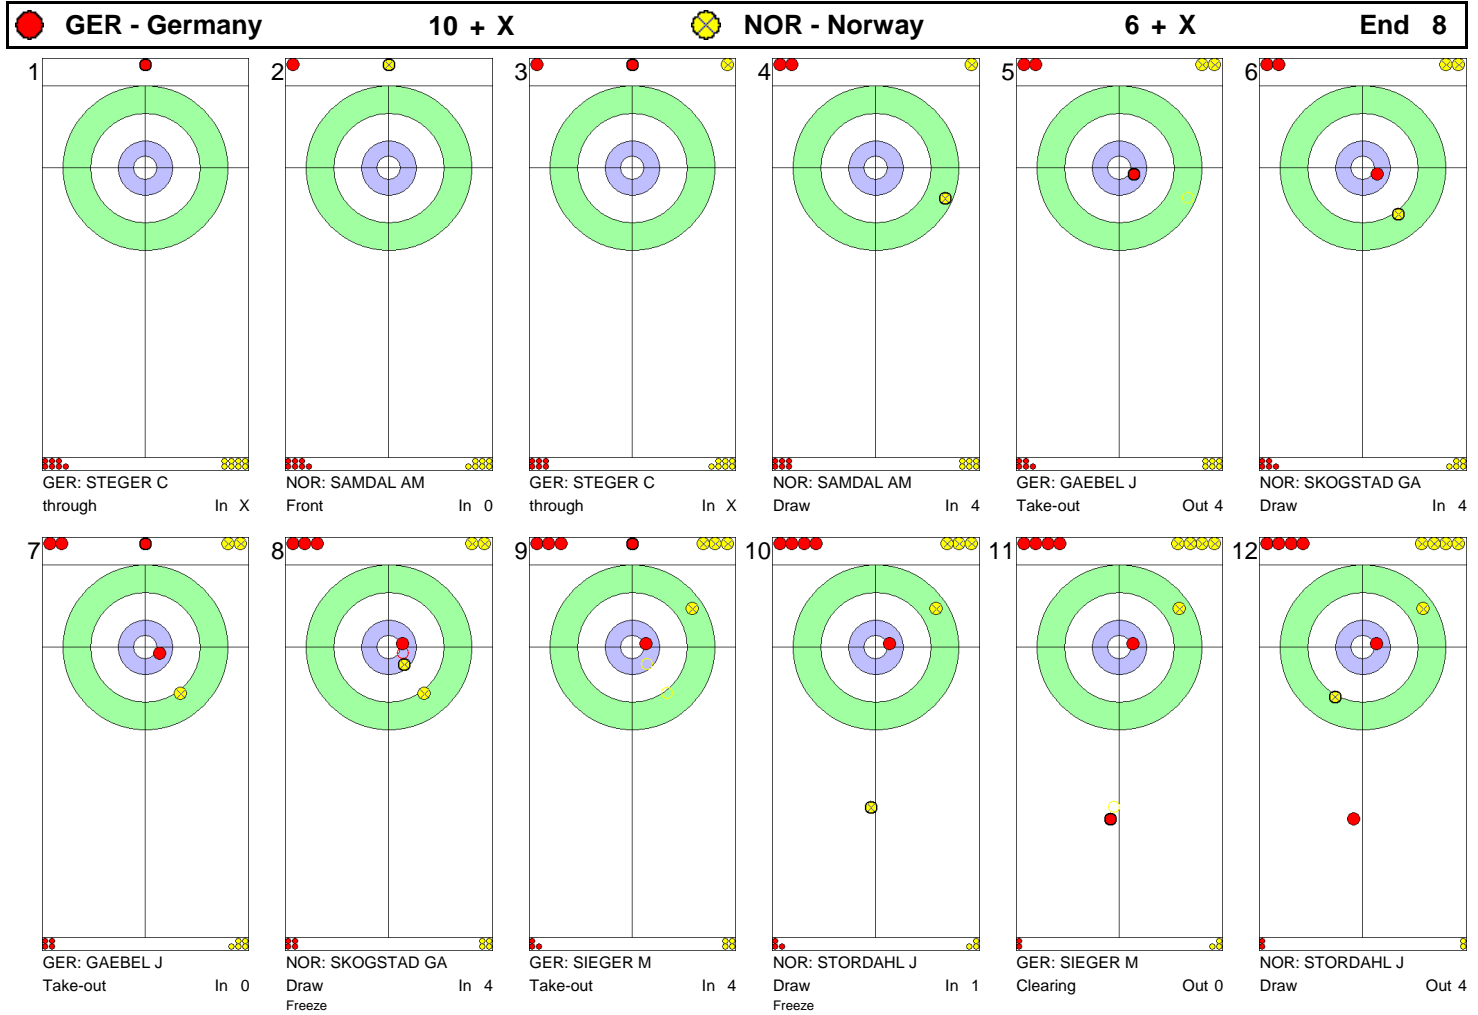 GER - Germany 10 + X NOR - Norway 6 + X End 8
1 2 3 4 5 6
GER: STEGER C NOR: SAMDAL AM GER: STEGER C NOR: SAMDAL AM GER: GAEBEL J NOR: SKOGSTAD GA
through In X Front In 0 through In X Draw In 4 Take-out Out 4 Draw In 4
7 8 9 10 11 12
GER: GAEBEL J NOR: SKOGSTAD GA GER: SIEGER M NOR: STORDAHL J GER: SIEGER M NOR: STORDAHL J
Take-out In 0 Draw In 4 Take-out In 4 Draw In 1 Clearing Out 0 Draw Out 4
Freeze Freeze